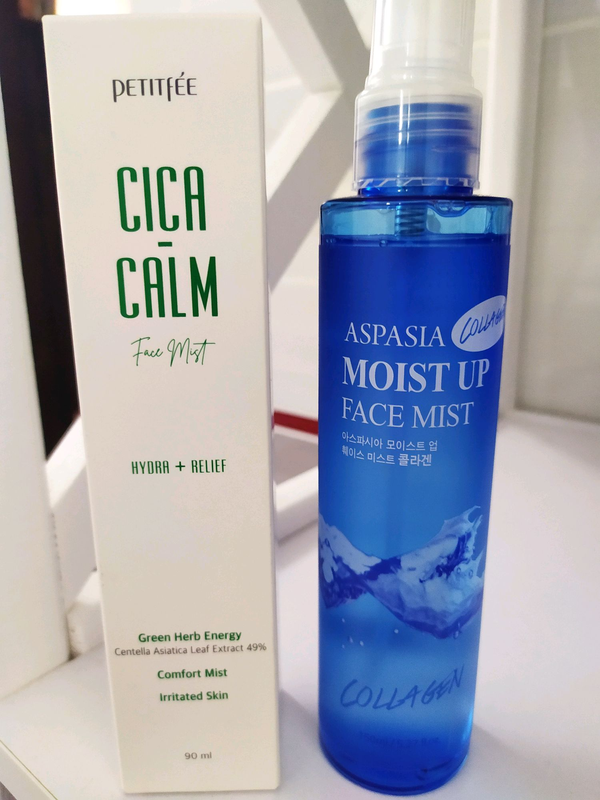 PETITFÉE
CICA
-
CALM
Face Mist
HYDRA + RELIEF
Green Herb Energy
Centella Asiatica Leaf Extract 49%
Comfort Mist
Irritated Skin
90 ml
ASPASIA COLLAGEN
MOIST UP
FACE MIST
아스파시아 모이스트 업
훼이스 미스트 콜라겐
COLLAGEN